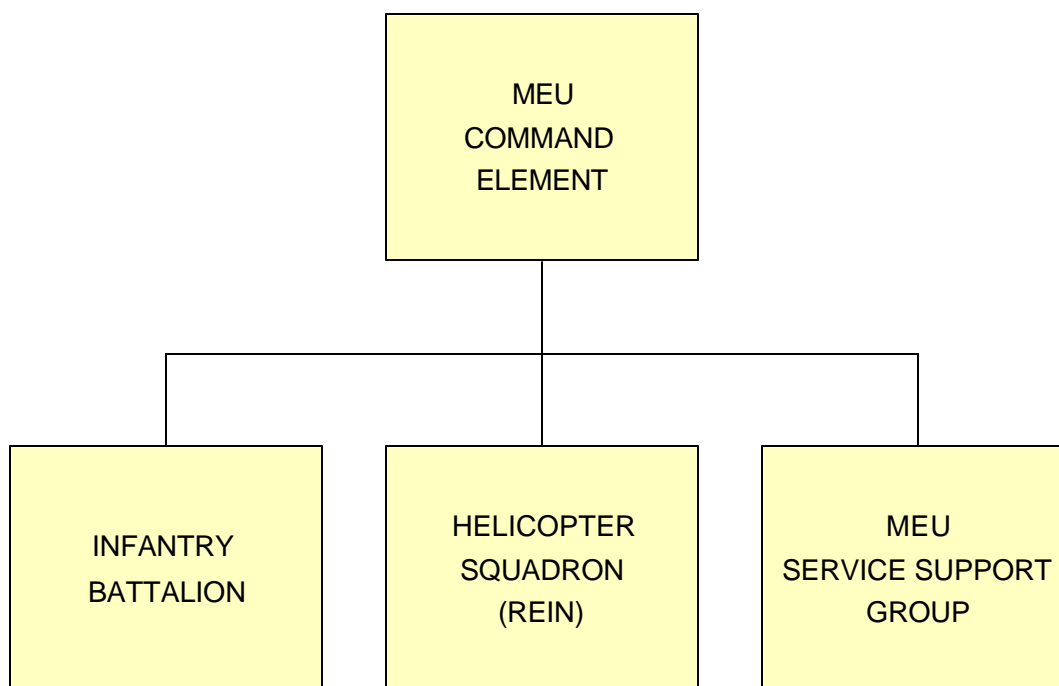 MEU
COMMAND
ELEMENT
INFANTRY
BATTALION
HELICOPTER
SQUADRON
(REIN)
MEU
SERVICE SUPPORT
GROUP